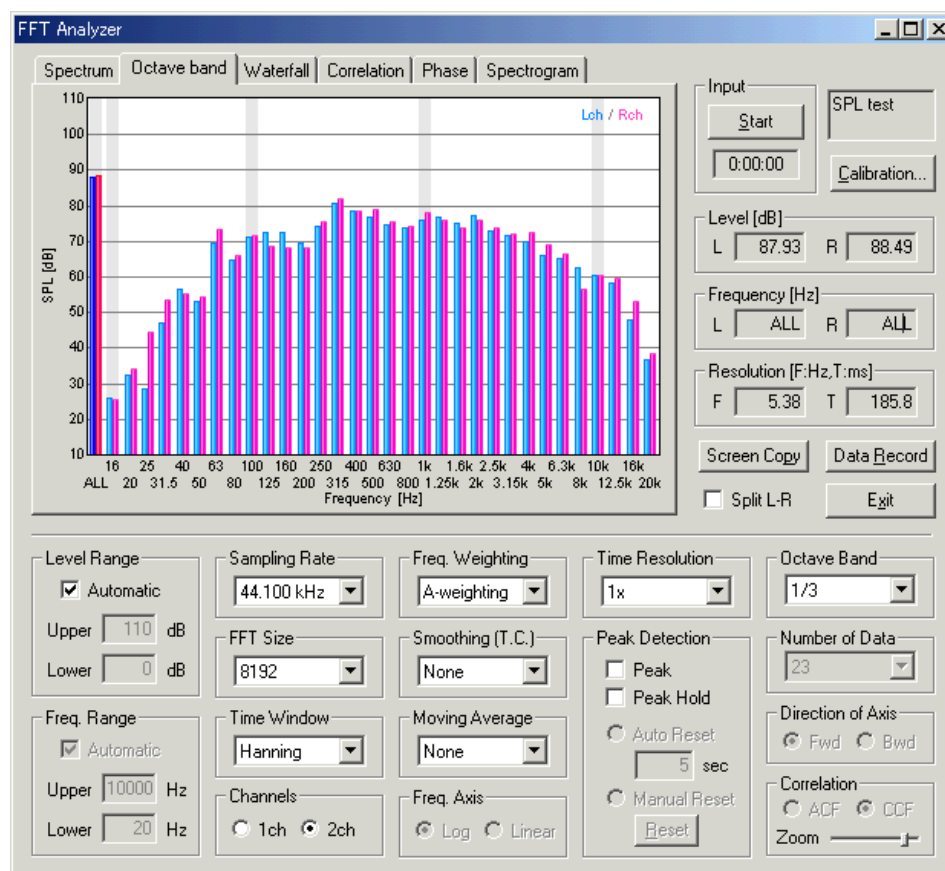 FFT Analyzer
Spectrum Octave band Waterfall Correlation Phase Spectrogram
110
100
90
80
70
60
50
40
30
20
10
SPL [dB]
Lch / Rch
16 25 40 63 100 160 250 400 630 1k 1.6k 2.5k 4k 6.3k 10k 16k
ALL 20 31.5 50 80 125 200 315 500 800 1.25k 2k 3.15k 5k 8k 12.5k 20k
Frequency [Hz]
Input
Start
0:00:00
SPL test
Calibration...
Level [dB]
L 87.93 R 88.49
Frequency [Hz]
L ALL R ALL
Resolution [F:Hz,T:ms]
F 5.38 T 185.8
Screen Copy Data Record
Split L-R Exit
Level Range
Automatic
Upper 110 dB
Lower 0 dB
Freq. Range
Automatic
Upper 10000 Hz
Lower 20 Hz
Sampling Rate
44.100 kHz
FFT Size
8192
Time Window
Hanning
Channels
1ch 2ch
Freq. Weighting
A-weighting
Smoothing (T.C.)
None
Moving Average
None
Freq. Axis
Log Linear
Time Resolution
1x
Peak Detection
Peak
Peak Hold
Auto Reset
5 sec
Manual Reset
Reset
Octave Band
1/3
Number of Data
23
Direction of Axis
Fwd Bwd
Correlation
ACF CCF
Zoom